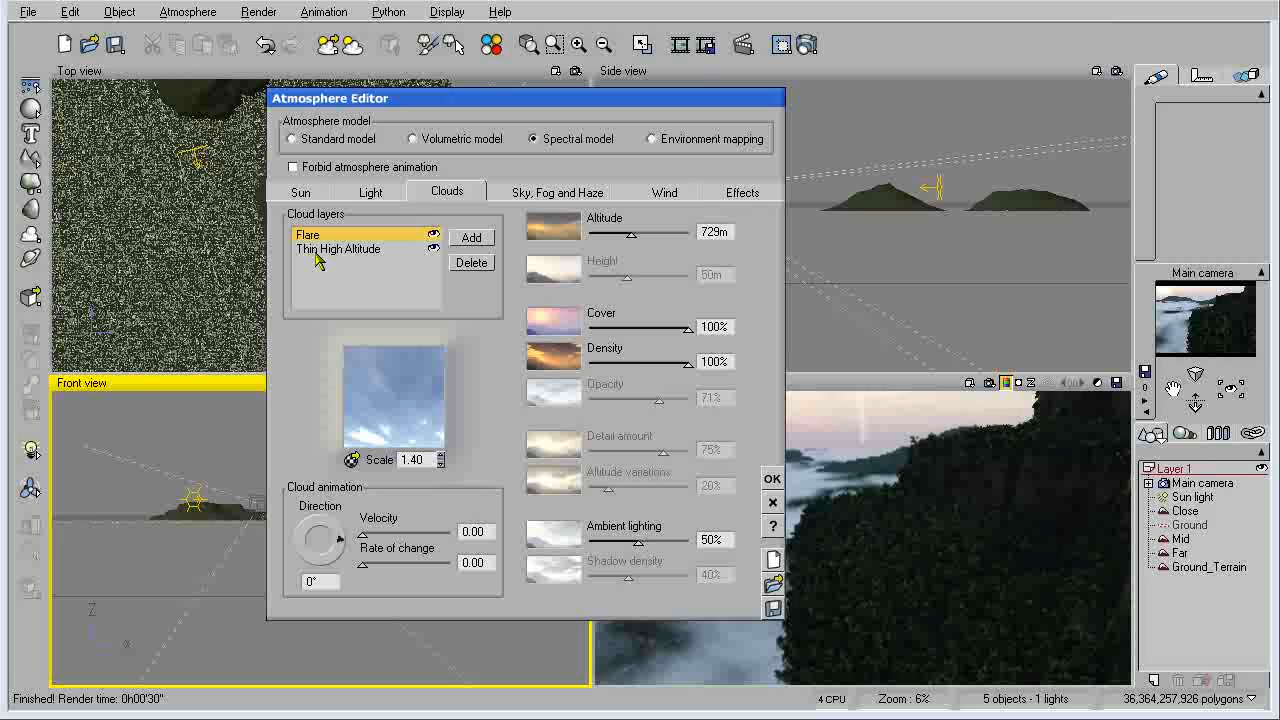 File Edit Object Atmosphere Render Animation Python Display Help
Top view
Side view
Atmosphere Editor
Atmosphere model
Standard model Volumetric model Spectral model Environment mapping
Forbid atmosphere animation
Sun Light Clouds Sky, Fog and Haze Wind Effects
Cloud layers
Flare
Thin High Altitude
Add
Delete
Scale 1.40
Cloud animation
Direction
0°
Velocity 0.00
Rate of change 0.00
Altitude 729m
Height 50m
Cover 100%
Density 100%
Opacity 71%
Detail amount 75%
Altitude variations 20%
Ambient lighting 50%
Shadow density 40%
OK
?
Front view
Z
X
Main camera
0
Layer 1
Main camera
Sun light
Close
Ground
Mid
Far
Ground_Terrain
Finished! Render time: 0h00'30" 4 CPU Zoom : 6% 5 objects - 1 lights 36,364,257,926 polygons